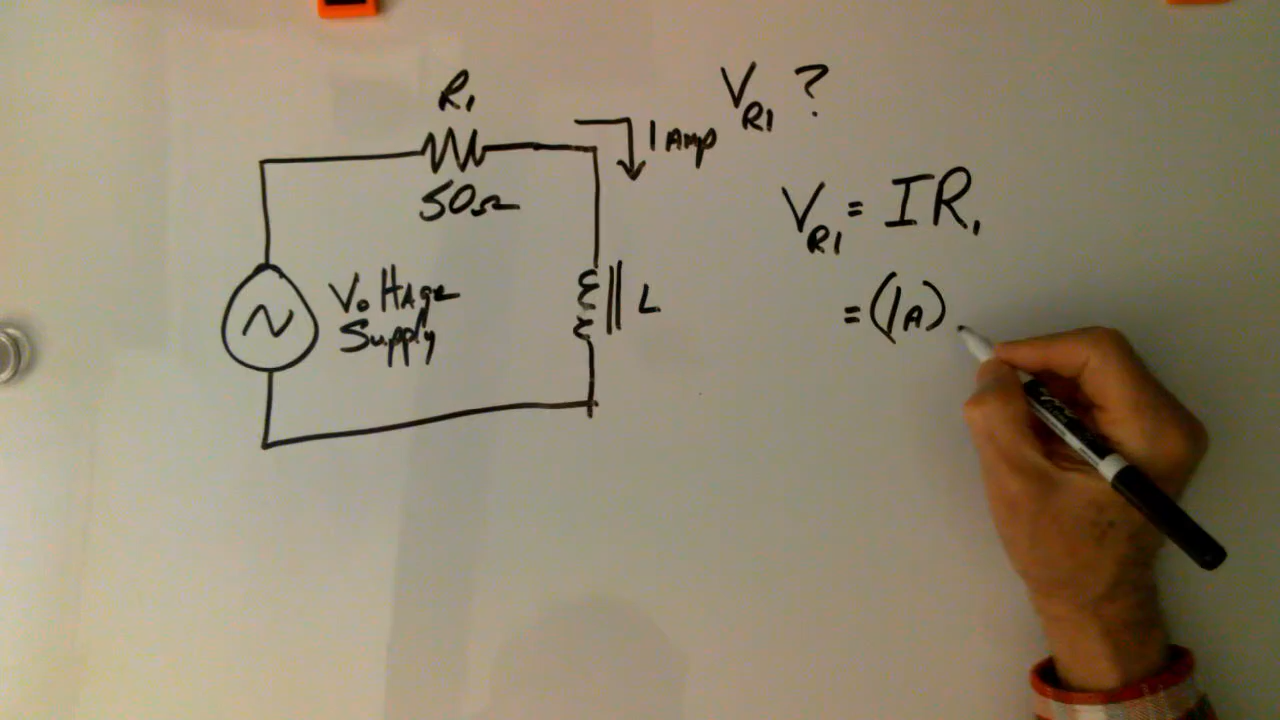 R1
50Ω
1 Amp
VR1 ?
Voltage
Supply
L
VR1 = IR1
= (1A)